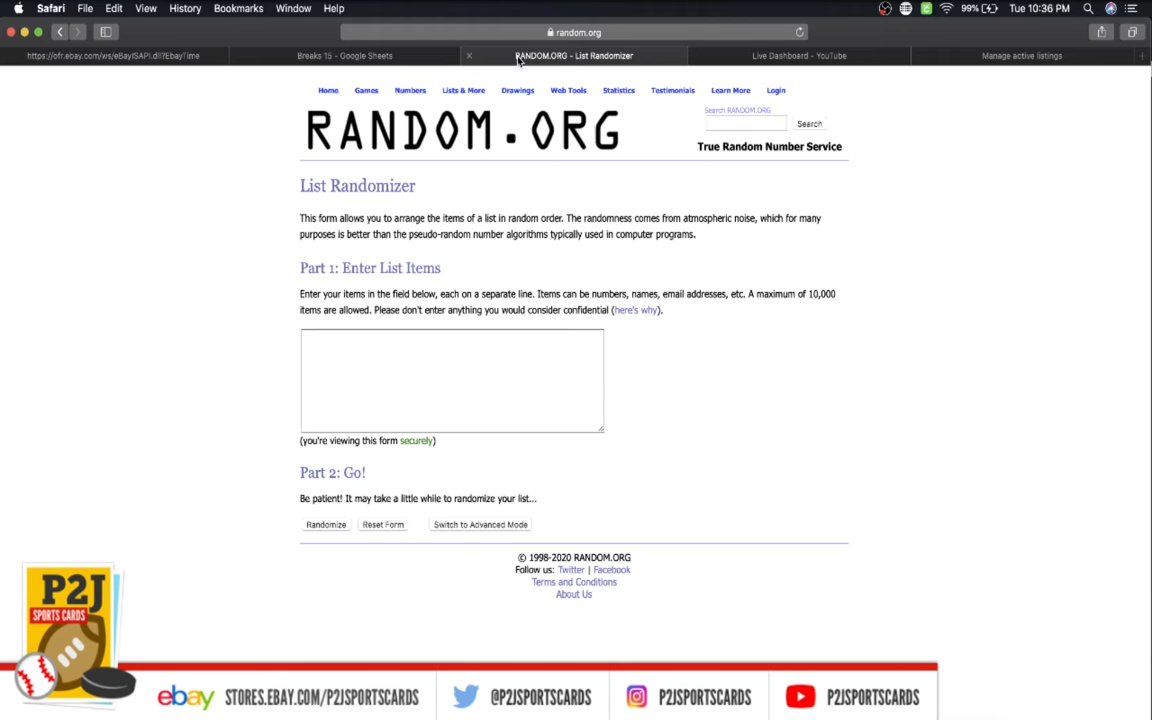 Safari File Edit View History Bookmarks Window Help 99% Tue 10:36 PM
random.org
https://ofr.ebay.com/ws/eBayISAPI.dll?EbayTime Breaks 15 - Google Sheets RANDOM.ORG - List Randomizer Live Dashboard - YouTube Manage active listings
Home Games Numbers Lists & More Drawings Web Tools Statistics Testimonials Learn More Login
RANDOM.ORG
Search RANDOM.ORG
Search
True Random Number Service
List Randomizer
This form allows you to arrange the items of a list in random order. The randomness comes from atmospheric noise, which for many
purposes is better than the pseudo-random number algorithms typically used in computer programs.
Part 1: Enter List Items
Enter your items in the field below, each on a separate line. Items can be numbers, names, email addresses, etc. A maximum of 10,000
items are allowed. Please don't enter anything you would consider confidential (here's why).
(you're viewing this form securely)
Part 2: Go!
Be patient! It may take a little while to randomize your list...
Randomize Reset Form Switch to Advanced Mode
© 1998-2020 RANDOM.ORG
Follow us: Twitter | Facebook
Terms and Conditions
About Us
P2J
SPORTS CARDS
ebay STORES.EBAY.COM/P2JSPORTSCARDS @P2JSPORTSCARDS P2JSPORTSCARDS P2JSPORTSCARDS